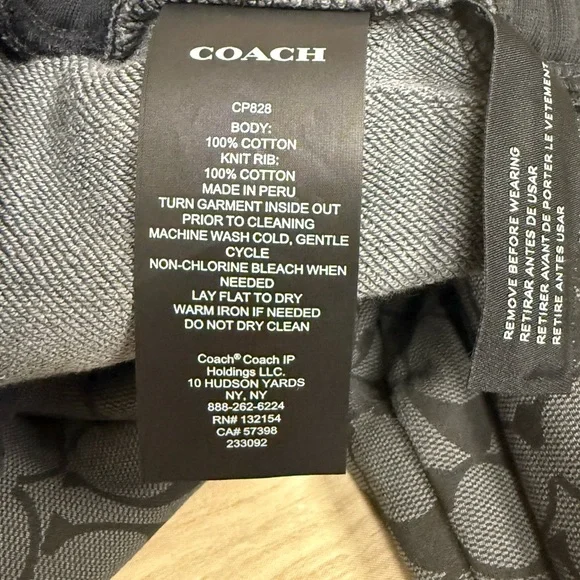 COACH
CP828
BODY:
100% COTTON
KNIT RIB:
100% COTTON
MADE IN PERU
TURN GARMENT INSIDE OUT
PRIOR TO CLEANING
MACHINE WASH COLD, GENTLE
CYCLE
NON-CHLORINE BLEACH WHEN
NEEDED
LAY FLAT TO DRY
WARM IRON IF NEEDED
DO NOT DRY CLEAN
Coach® Coach IP
Holdings LLC.
10 HUDSON YARDS
NY, NY
888-262-6224
RN# 132154
CA# 57398
233092
REMOVE BEFORE WEARING
RETIRAR ANTES DE USAR
RETIRER AVANT DE PORTER LE VETEMENT
RETIRE ANTES USAR